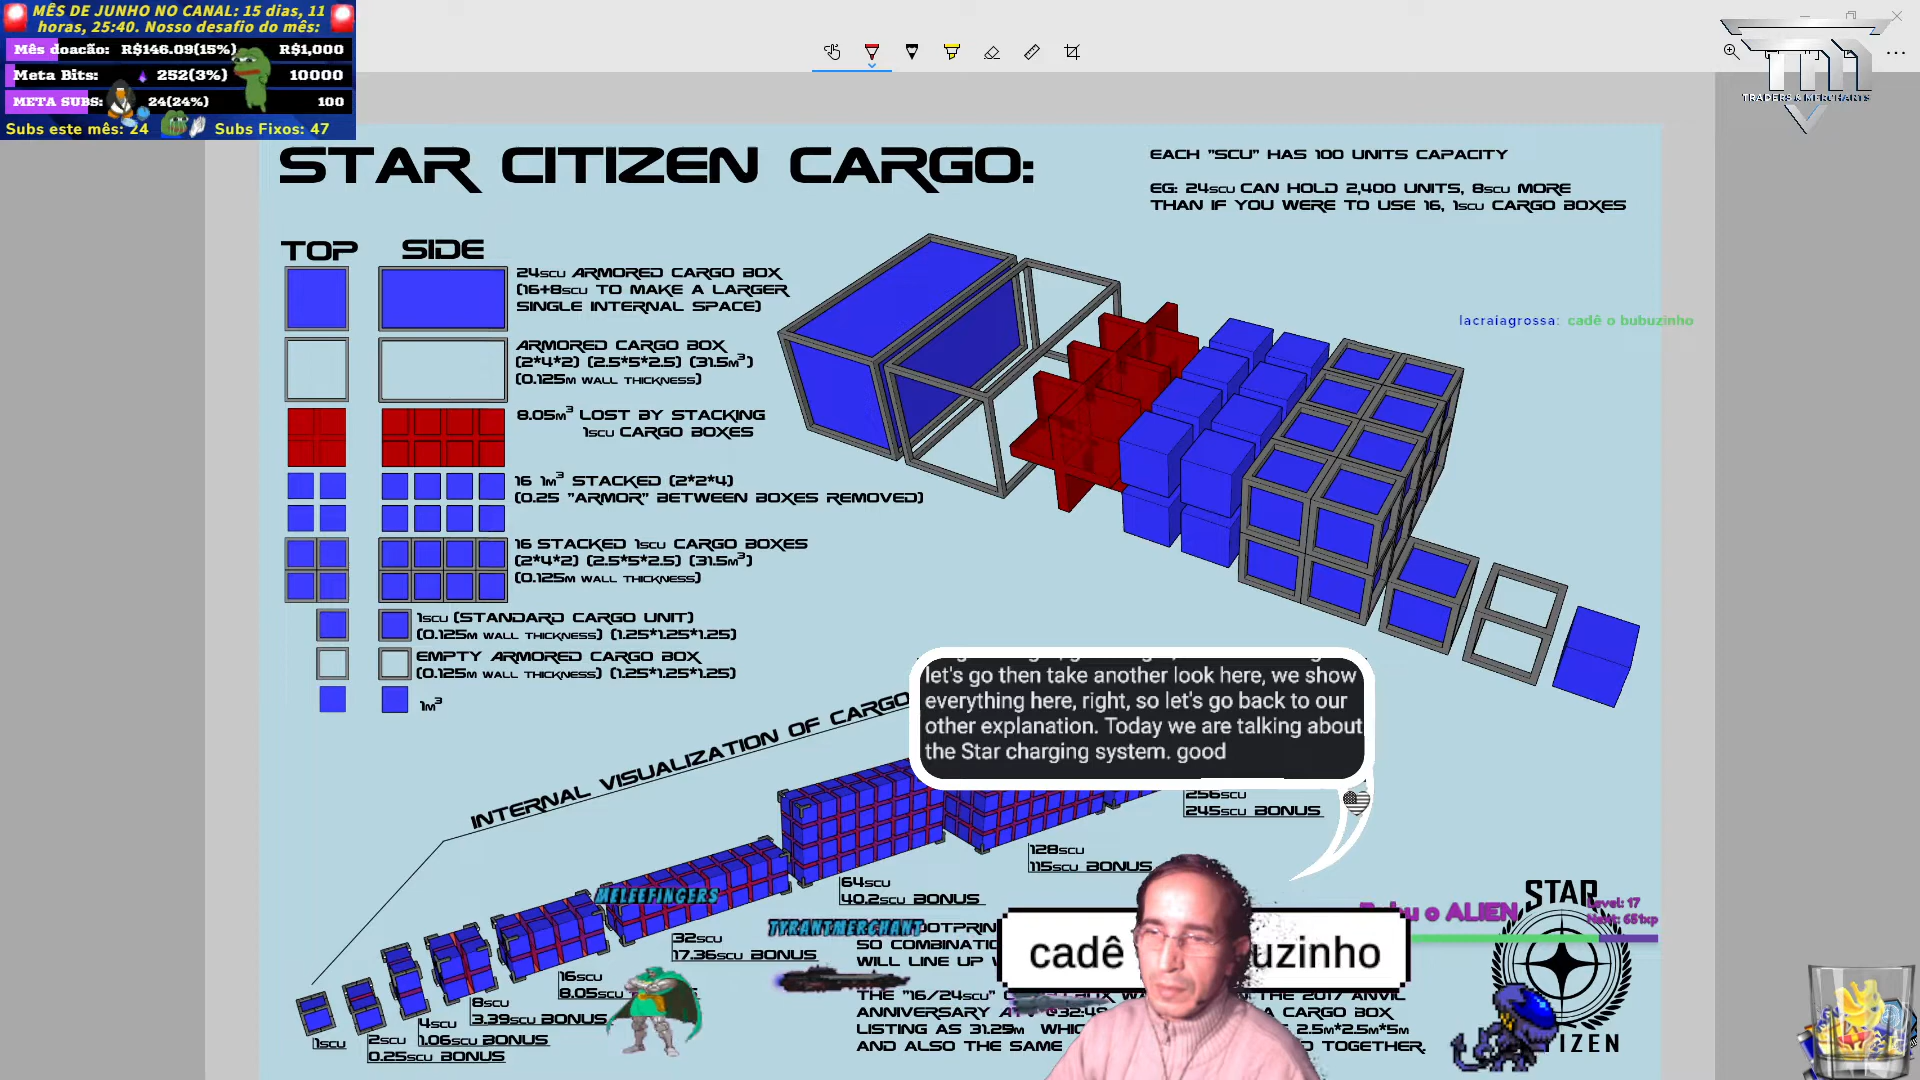 MÊS DE JUNHO NO CANAL: 15 dias, 11
horas, 25:40. Nosso desafio do mês:
Mês doacão: R$146.09(15%) R$1,000
Meta Bits: 252(3%) 10000
META SUBS: 24(24%) 100
Subs este mês: 24 Subs Fixos: 47
TRADERS & MERCHARTS
STAR CITIZEN CARGO:
EACH "SCU" HAS 100 UNITS CAPACITY
EG: 24SCU CAN HOLD 2,400 UNITS, 8SCU MORE
THAN IF YOU WERE TO USE 16, 1SCU CARGO BOXES
TOP SIDE
24SCU ARMORED CARGO BOX
(16+8SCU TO MAKE A LARGER
SINGLE INTERNAL SPACE)
ARMORED CARGO BOX
(2*4*2) (2.5*5*2.5) (31.5M³)
(0.125M WALL THICKNESS)
8.05M³ LOST BY STACKING
1SCU CARGO BOXES
16 1M³ STACKED (2*2*4)
(0.25 "ARMOR" BETWEEN BOXES REMOVED)
16 STACKED 1SCU CARGO BOXES
(2*4*2) (2.5*5*2.5) (31.5M³)
(0.125M WALL THICKNESS)
1SCU (STANDARD CARGO UNIT)
(0.125M WALL THICKNESS) (1.25*1.25*1.25)
EMPTY ARMORED CARGO BOX
(0.125M WALL THICKNESS) (1.25*1.25*1.25)
1M³
lacraiagrossa: cadê o bubuzinho
let's go then take another look here, we show
everything here, right, so let's go back to our
other explanation. Today we are talking about
the Star charging system. good
INTERNAL VISUALIZATION OF CARGO
256SCU
245SCU BONUS
128SCU
115SCU BONUS
64SCU
40.2SCU BONUS
32SCU
17.36SCU BONUS
16SCU
8.05SCU
8SCU
3.39SCU BONUS
4SCU
1.06SCU BONUS
2SCU
0.25SCU BONUS
1SCU
MELEEFINGERS
TYRANTMERCHANT
SO COMBINATIO
WILL LINE UP
cadê uzinho
o ALIEN
Level: 17
THE "16/24SCU" THE 2017 ANVIL
ANNIVERSARY A CARGO BOX
LISTING AS 31.25M 2.5M*2.5M*5M
AND ALSO THE SAME TOGETHER.
STAR
TIZEN